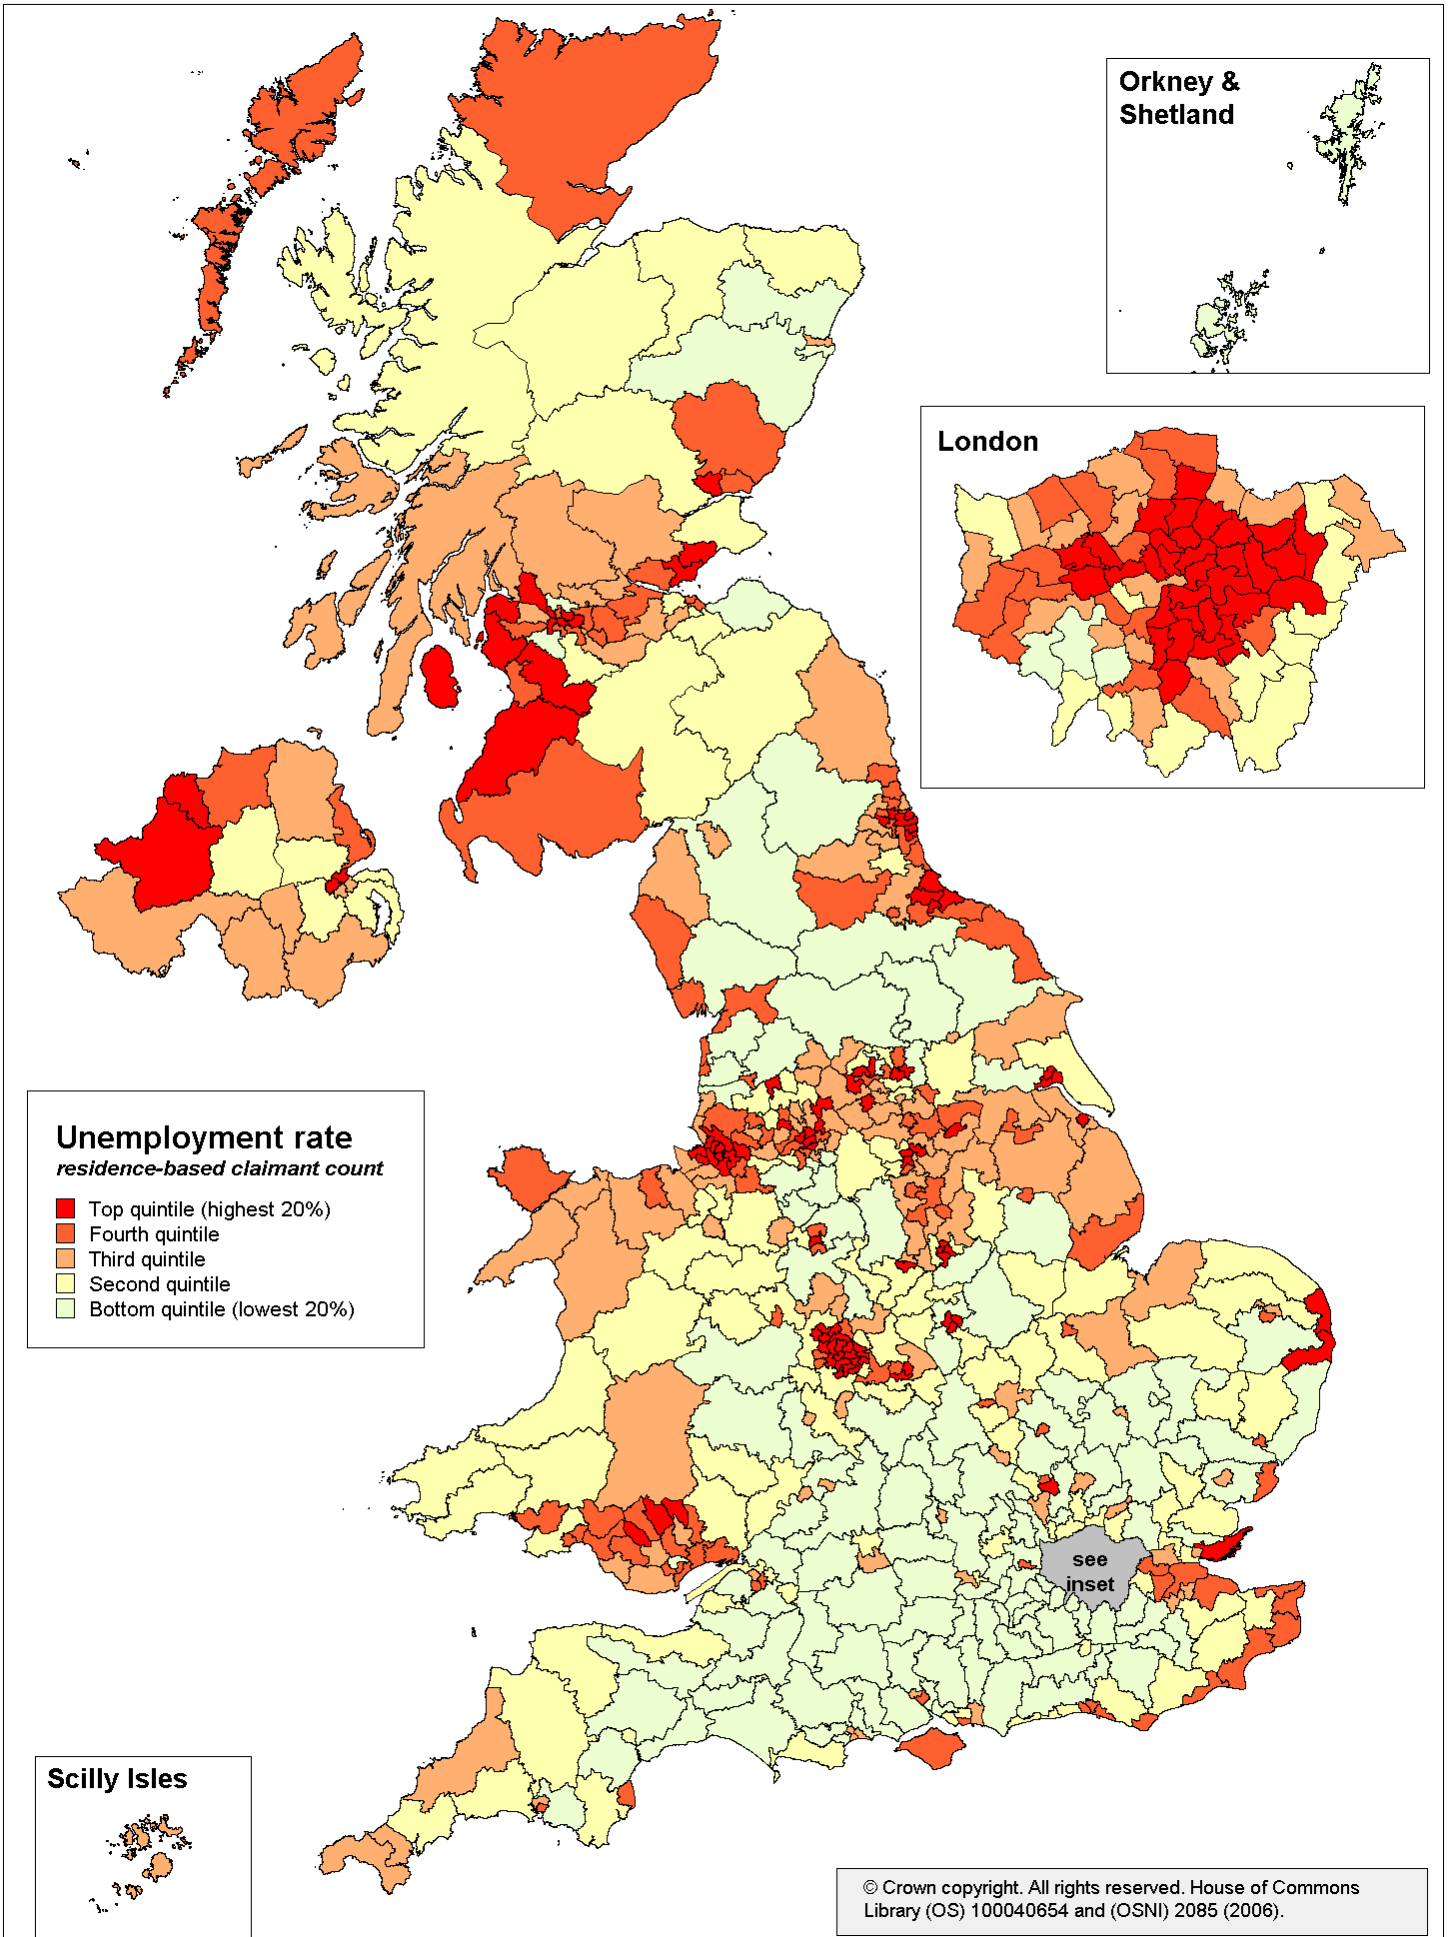 Orkney &
Shetland
London
Unemployment rate
residence-based claimant count
Top quintile (highest 20%)
Fourth quintile
Third quintile
Second quintile
Bottom quintile (lowest 20%)
see
inset
Scilly Isles
© Crown copyright. All rights reserved. House of Commons
Library (OS) 100040654 and (OSNI) 2085 (2006).